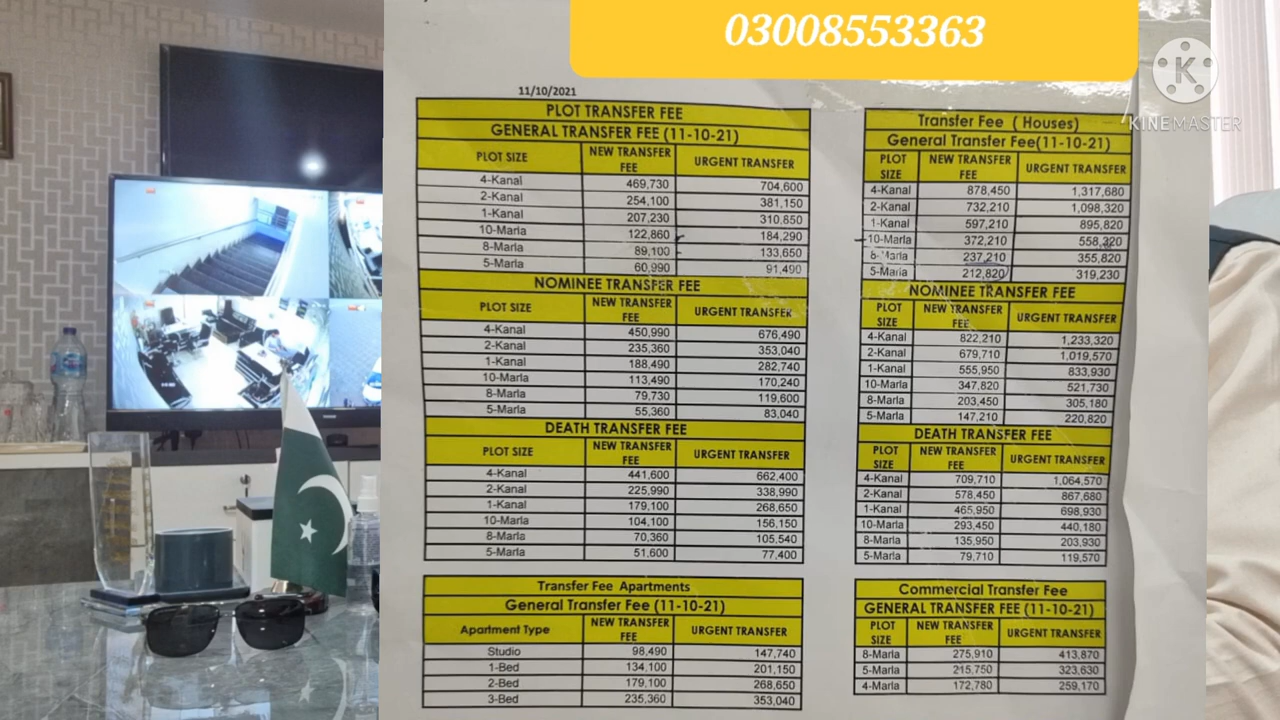 03008553363
KINEMASTER
11/10/2021
PLOT TRANSFER FEE
GENERAL TRANSFER FEE (11-10-21)
PLOT SIZE NEW TRANSFER FEE URGENT TRANSFER
4-Kanal 469,730 704,600
2-Kanal 254,100 381,150
1-Kanal 207,230 310,850
10-Marla 122,860 184,290
8-Marla 89,100 133,650
5-Marla 60,990 91,490
NOMINEE TRANSFER FEE
PLOT SIZE NEW TRANSFER FEE URGENT TRANSFER
4-Kanal 450,990 676,490
2-Kanal 235,360 353,040
1-Kanal 188,490 282,740
10-Marla 113,490 170,240
8-Marla 79,730 119,600
5-Marla 55,360 83,040
DEATH TRANSFER FEE
PLOT SIZE NEW TRANSFER FEE URGENT TRANSFER
4-Kanal 441,600 662,400
2-Kanal 225,990 338,990
1-Kanal 179,100 268,650
10-Marla 104,100 156,150
8-Marla 70,360 105,540
5-Marla 51,600 77,400
Transfer Fee Apartments
General Transfer Fee (11-10-21)
Apartment Type NEW TRANSFER FEE URGENT TRANSFER
Studio 98,490 147,740
1-Bed 134,100 201,150
2-Bed 179,100 268,650
3-Bed 235,360 353,040
Transfer Fee ( Houses)
General Transfer Fee(11-10-21)
PLOT SIZE NEW TRANSFER FEE URGENT TRANSFER
4-Kanal 878,450 1,317,680
2-Kanal 732,210 1,098,320
1-Kanal 597,210 895,820
10-Marla 372,210 558,320
8-Marla 237,210 355,820
5-Marla 212,820 319,230
NOMINEE TRANSFER FEE
PLOT SIZE NEW TRANSFER FEE URGENT TRANSFER
4-Kanal 822,210 1,233,320
2-Kanal 679,710 1,019,570
1-Kanal 555,950 833,930
10-Marla 347,820 521,730
8-Marla 203,450 305,180
5-Marla 147,210 220,820
DEATH TRANSFER FEE
PLOT SIZE NEW TRANSFER FEE URGENT TRANSFER
4-Kanal 709,710 1,064,570
2-Kanal 578,450 867,680
1-Kanal 465,950 698,930
10-Marla 293,450 440,180
8-Marla 135,950 203,930
5-Marla 79,710 119,570
Commercial Transfer Fee
GENERAL TRANSFER FEE (11-10-21)
PLOT SIZE NEW TRANSFER FEE URGENT TRANSFER
8-Marla 275,910 413,870
5-Marla 215,750 323,630
4-Marla 172,780 259,170